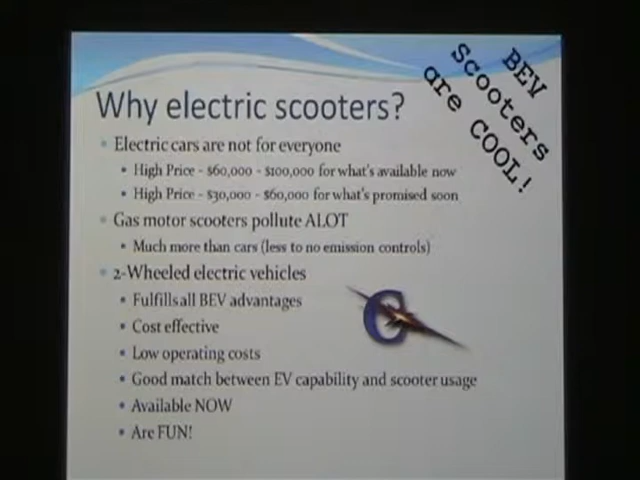 BEV
Scooters
are COOL!
Why electric scooters?
Electric cars are not for everyone
High Price - $60,000 - $100,000 for what's available now
High Price - $30,000 - $60,000 for what's promised soon
Gas motor scooters pollute ALOT
Much more than cars (less to no emission controls)
2-Wheeled electric vehicles
Fulfills all BEV advantages
Cost effective
Low operating costs
Good match between EV capability and scooter usage
Available NOW
Are FUN!
C